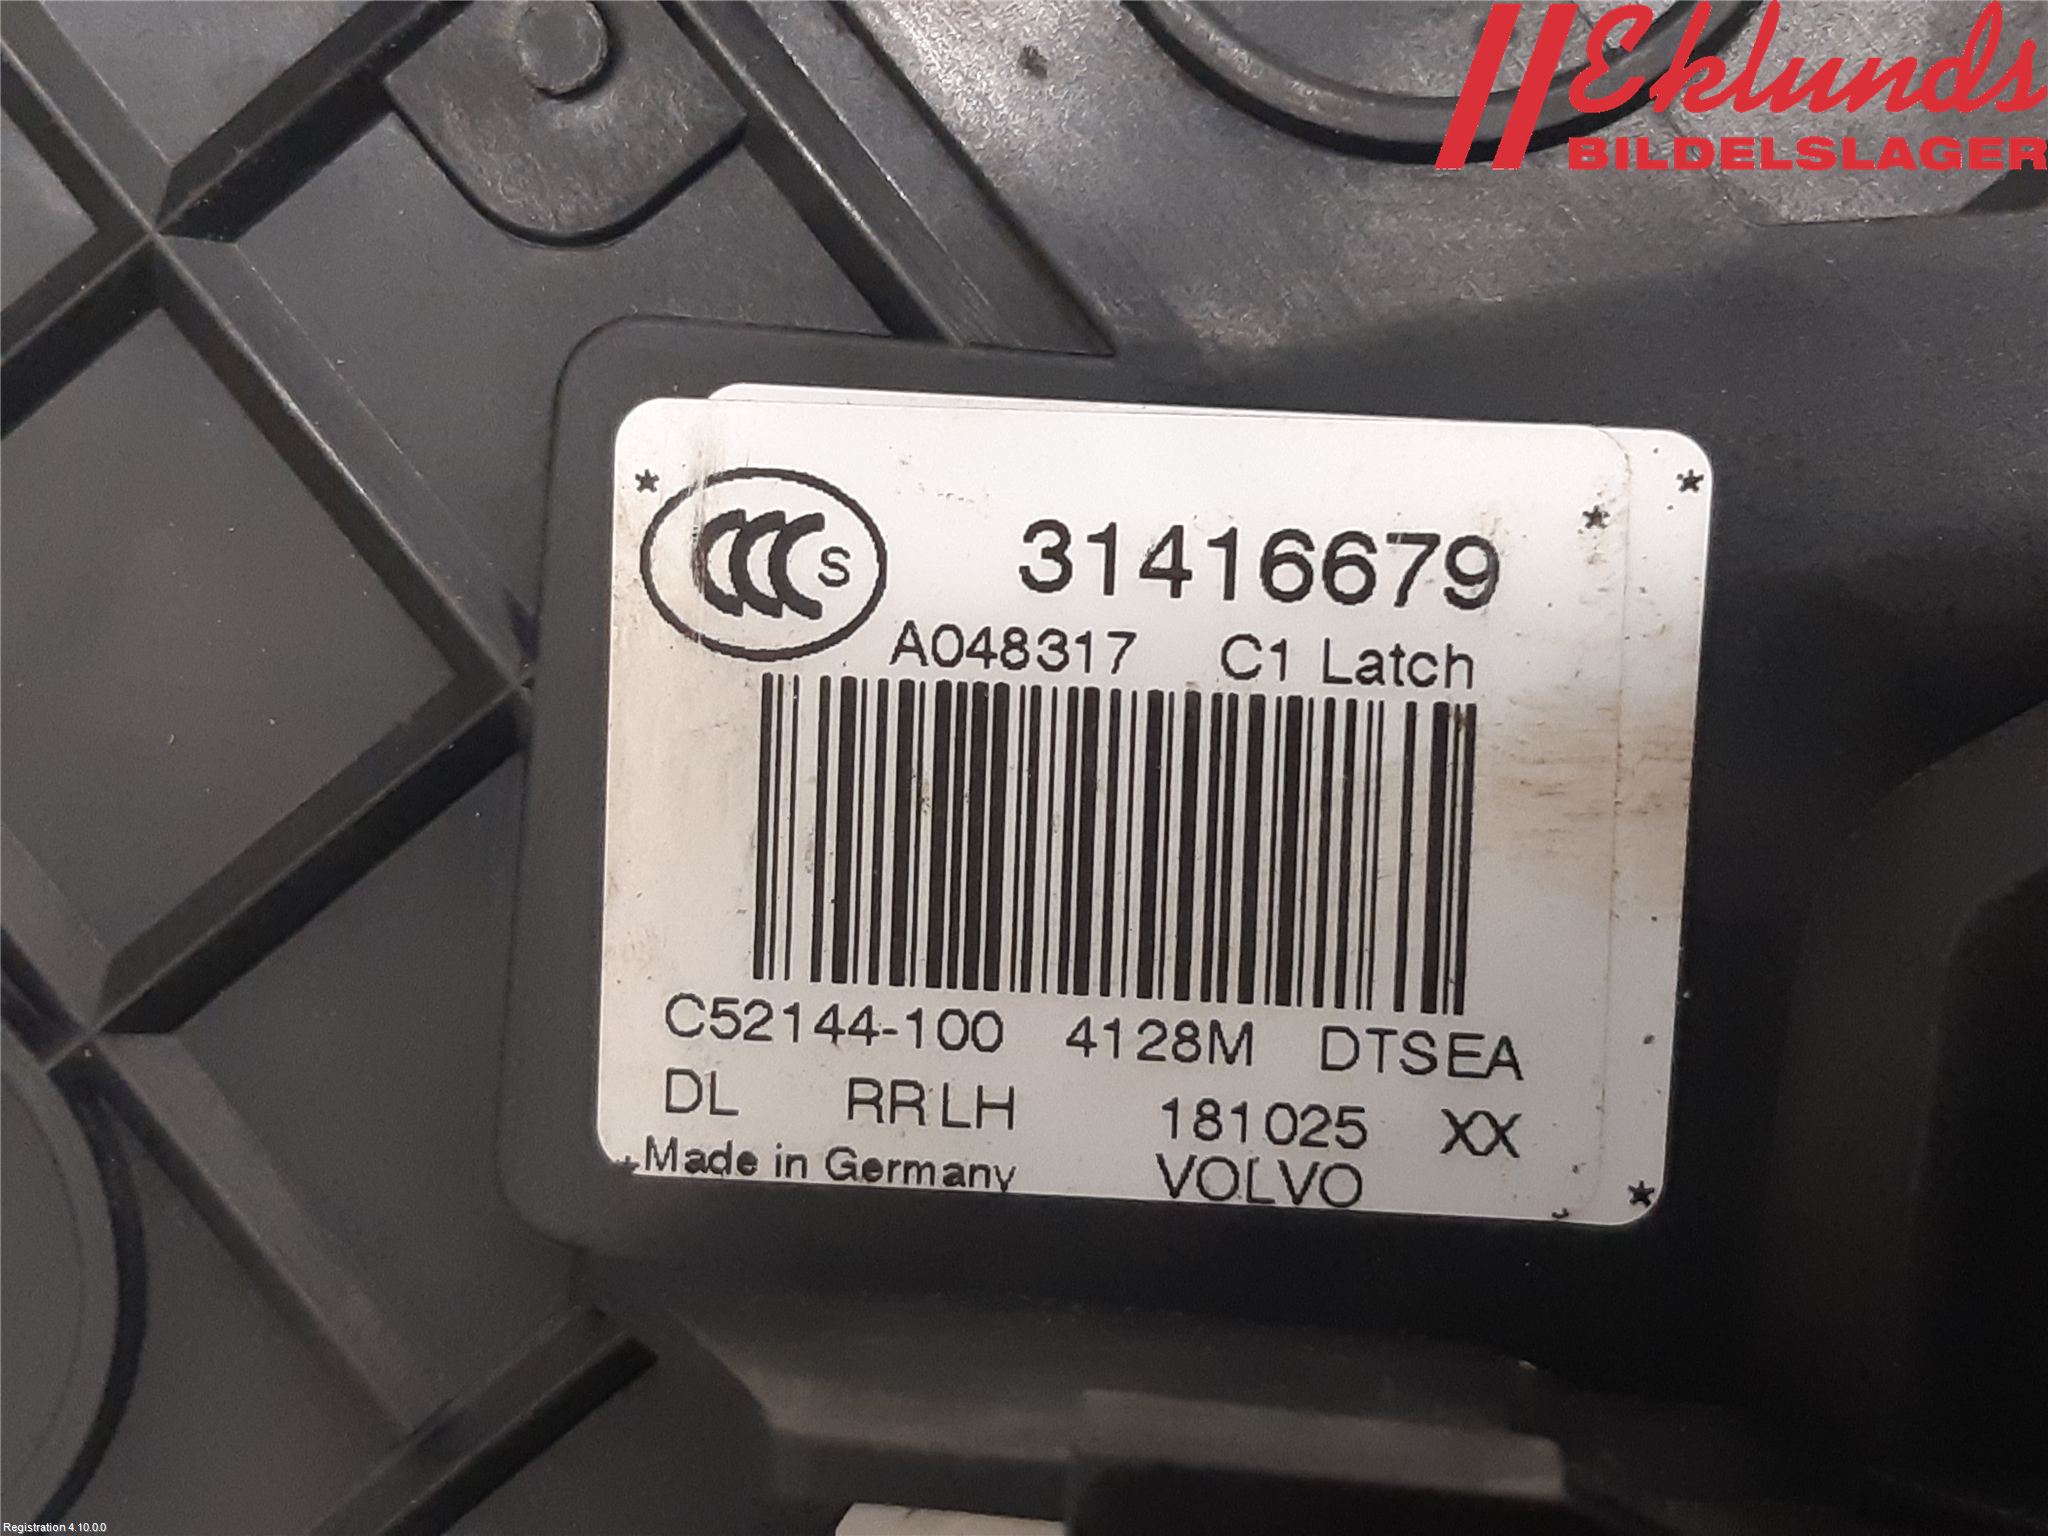 Eklunds
BILDELSLAGER
CCC S
31416679
A048317 C1 Latch
C52144-100 4128M DTSEA
DL RR LH 181025 XX
Made in Germany VOLVO
Registration 4.10.0.0